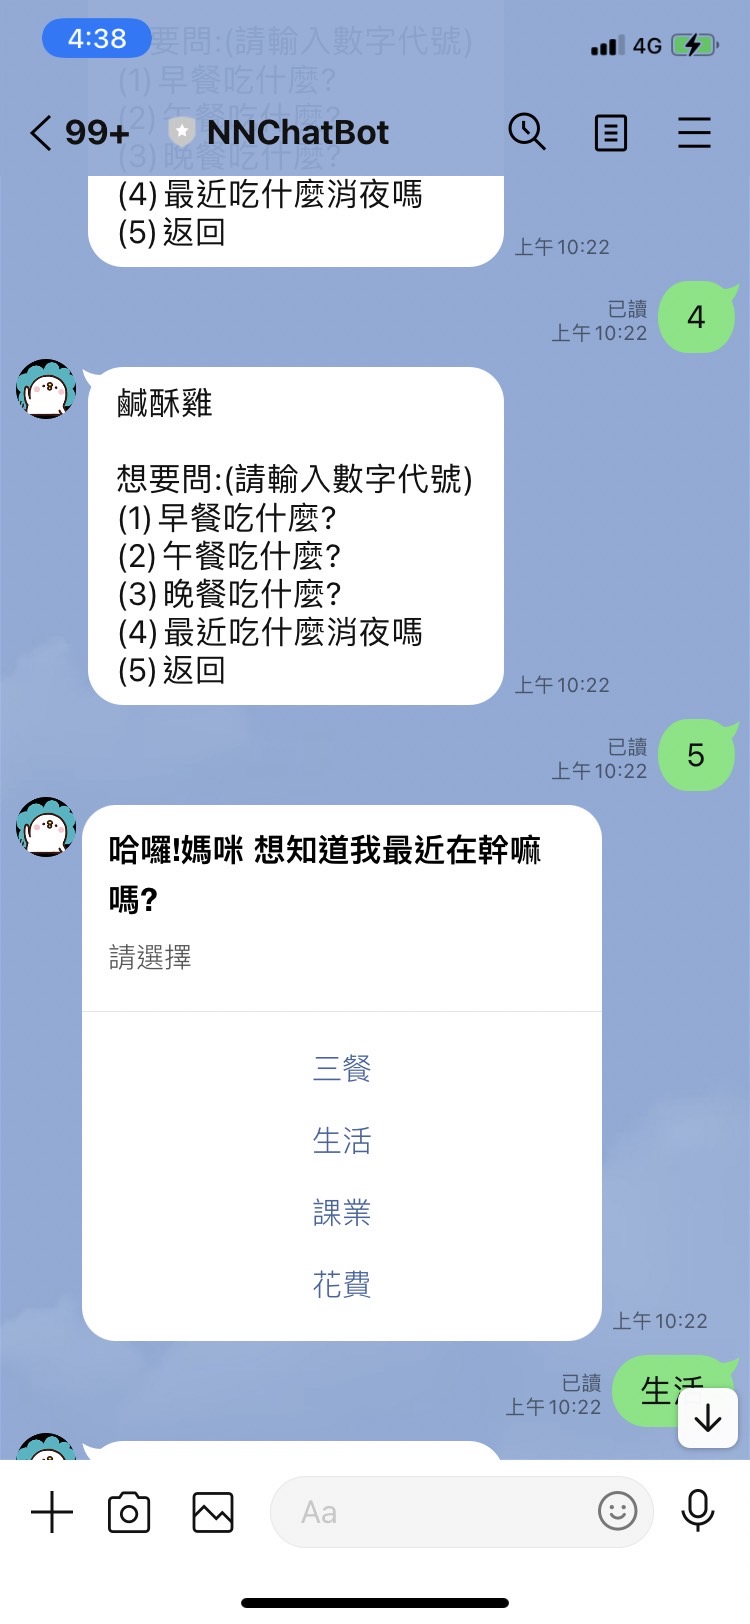 4:38
4G
要問:(請輸入數字代號)
(1)早餐吃什麼?
(2)午餐吃什麼?
99+
NNChatBot
(3)晚餐吃什麼?
(4)最近吃什麼消夜嗎
(5)返回
上午10:22
已讀
上午10:22
4
鹹酥雞
想要問:(請輸入數字代號)
(1)早餐吃什麼?
(2)午餐吃什麼?
(3)晚餐吃什麼?
(4)最近吃什麼消夜嗎
(5)返回
上午10:22
已讀
上午10:22
5
哈囉!媽咪 想知道我最近在幹嘛
嗎?
請選擇
三餐
生活
課業
花費
上午10:22
已讀
上午10:22
生活
Aa